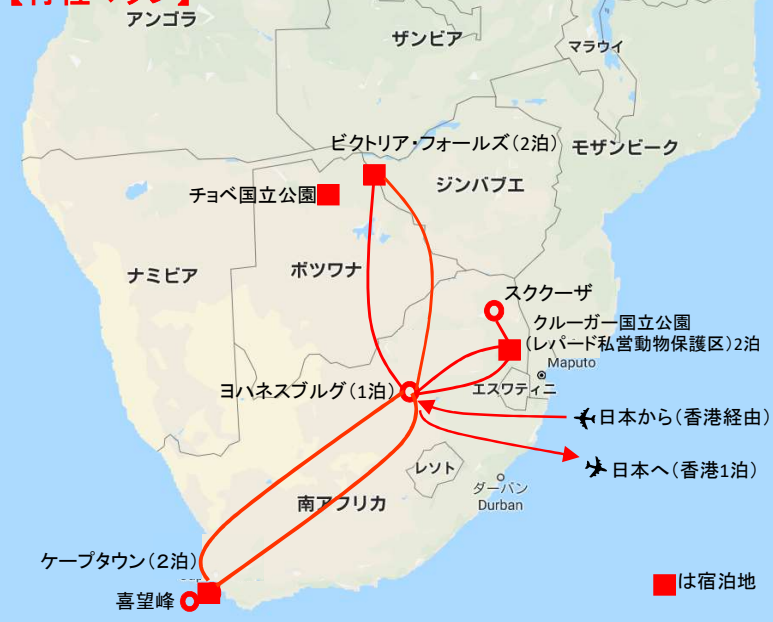 アンゴラ
ザンビア
マラウイ
ビクトリア・フォールズ(2泊)
モザンビーク
チョベ国立公園
ジンバブエ
ナミビア
ボツワナ
スククーザ
クルーガー国立公園
(レパード私営動物保護区)2泊
Maputo
ヨハネスブルグ(1泊)
エスワティニ
日本から(香港経由)
レソト
日本へ(香港1泊)
ダーバン
Durban
南アフリカ
ケープタウン(2泊)
喜望峰
は宿泊地